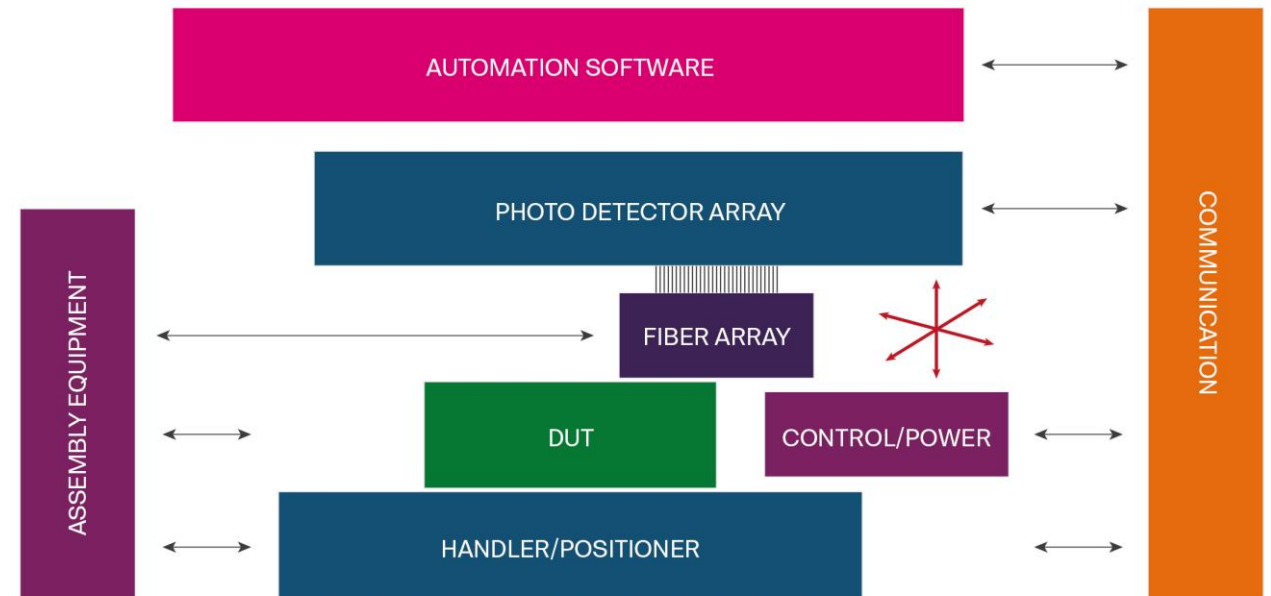 AUTOMATION SOFTWARE
PHOTO DETECTOR ARRAY
COMMUNICATION
ASSEMBLY EQUIPMENT
FIBER ARRAY
DUT
CONTROL/POWER
HANDLER/POSITIONER